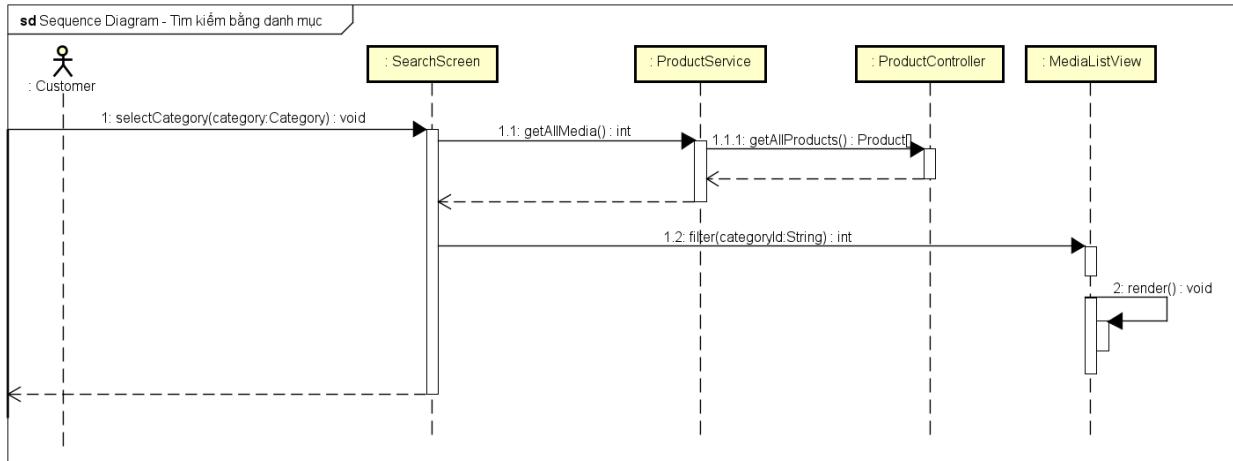 sd Sequence Diagram - Tìm kiếm bằng danh mục
: Customer
: SearchScreen
: ProductService
: ProductController
: MediaListView
1: selectCategory(category:Category) : void
1.1: getAllMedia() : int
1.1.1: getAllProducts() : Product[]
1.2: filter(categoryId:String) : int
2: render() : void